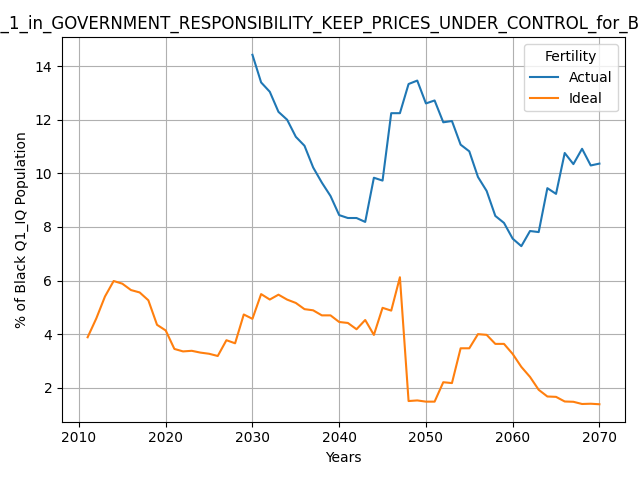 _1_in_GOVERNMENT_RESPONSIBILITY_KEEP_PRICES_UNDER_CONTROL_for_B
Fertility
Actual
Ideal
% of Black Q1_IQ Population
14
12
10
8
6
4
2
2010 2020 2030 2040 2050 2060 2070
Years